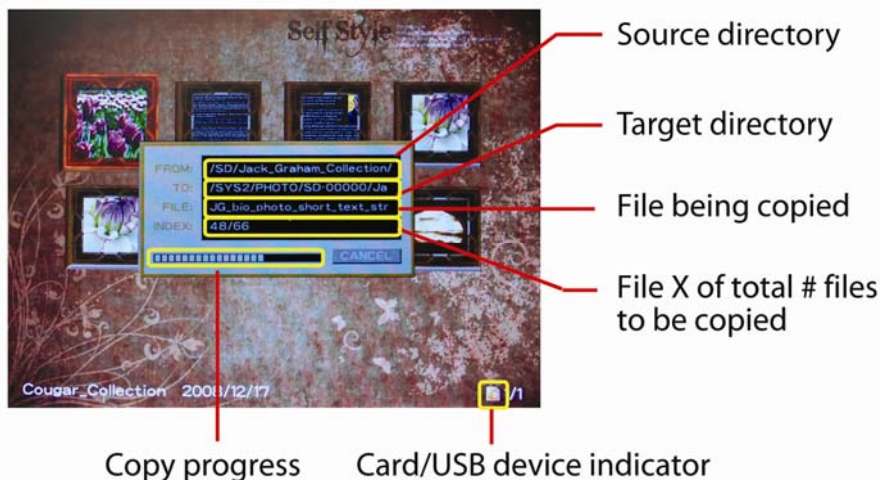 Self Style
Source directory
Target directory
FROM: /SD/Jack_Graham_Collection/
TO: /SYS2/PHOTO/SD-00000/Ja
FILE: JG_bio_photo_short_text_str
INDEX: 48/66
CANCEL
File being copied
File X of total # files
to be copied
Cougar_Collection 2008/12/17
/1
Copy progress
Card/USB device indicator